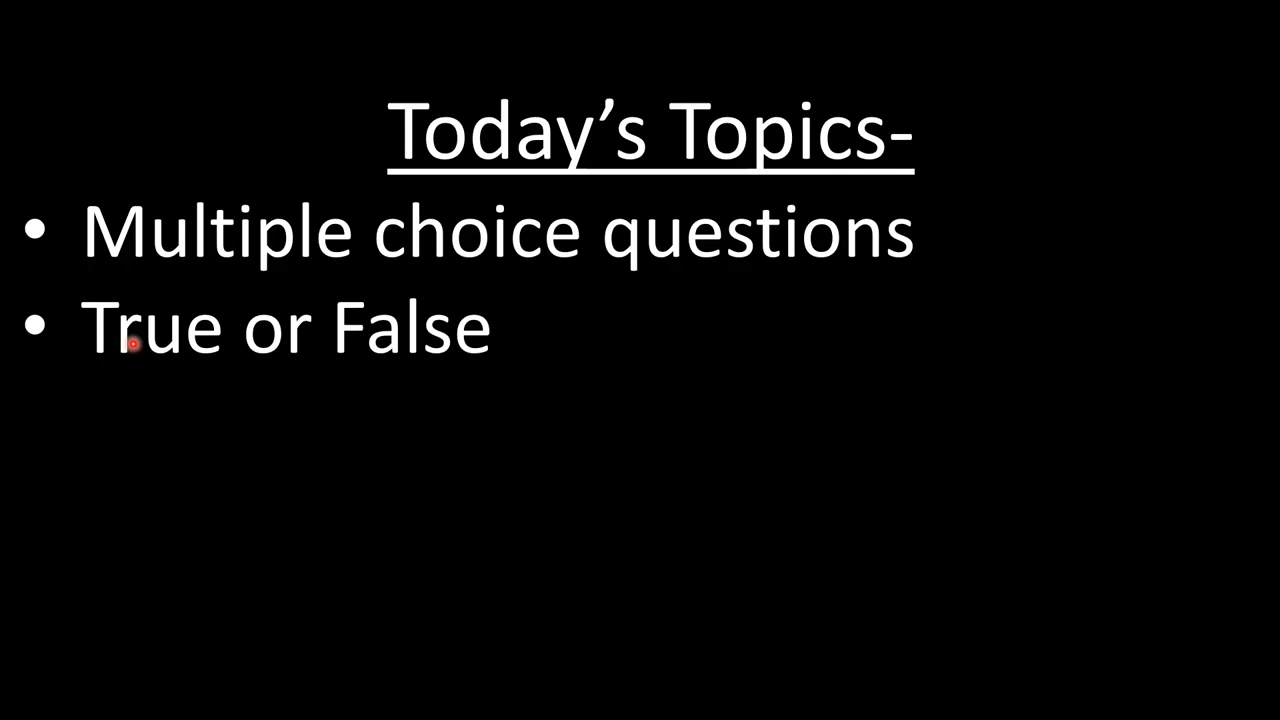 Today’s Topics-
• Multiple choice questions
• True or False